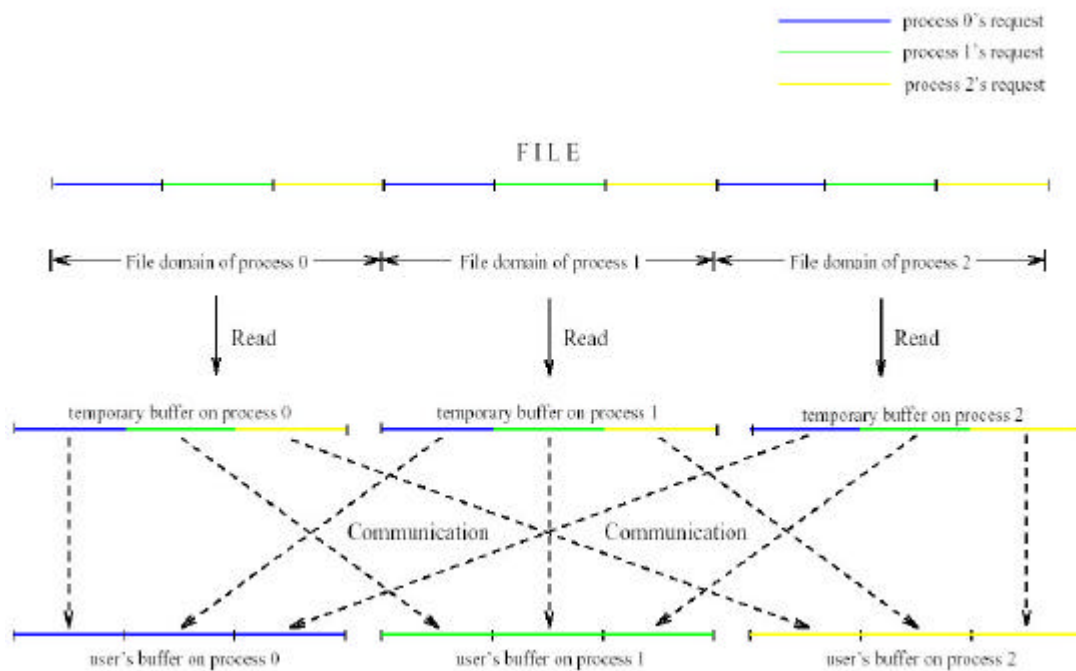 process 0's request
process 1's request
process 2's request
FILE
File domain of process 0
File domain of process 1
File domain of process 2
Read
Read
Read
temporary buffer on process 0
temporary buffer on process 1
temporary buffer on process 2
Communication
Communication
user's buffer on process 0
user's buffer on process 1
user's buffer on process 2